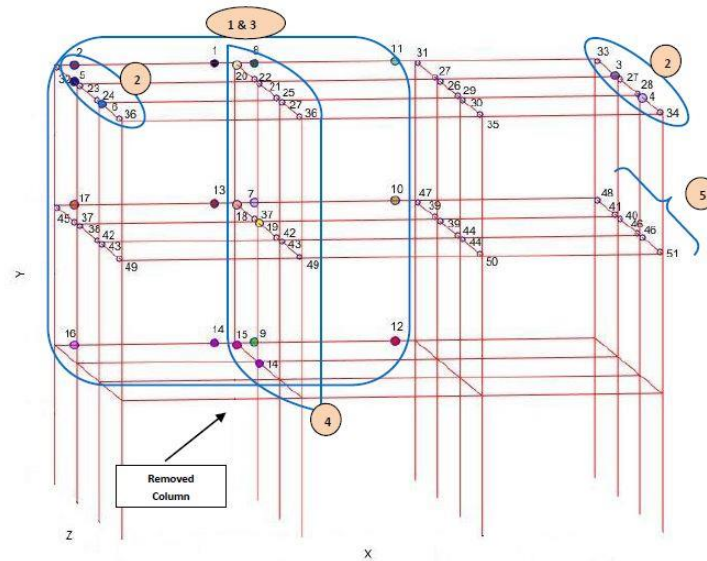 1 & 3
2 1 8 11 31 33
32 5 2 20 22 27 3 27 2
23 24 21 25 26 29 28 4
6 36 27 36 30 35 34
17 13 7 10 47 48 5
45 37 18 37 39 41 40
38 42 19 42 39 44 46 46
43 49 43 49 44 50 51
Y
16 14 15 9 12
14
4
Removed
Column
Z
X